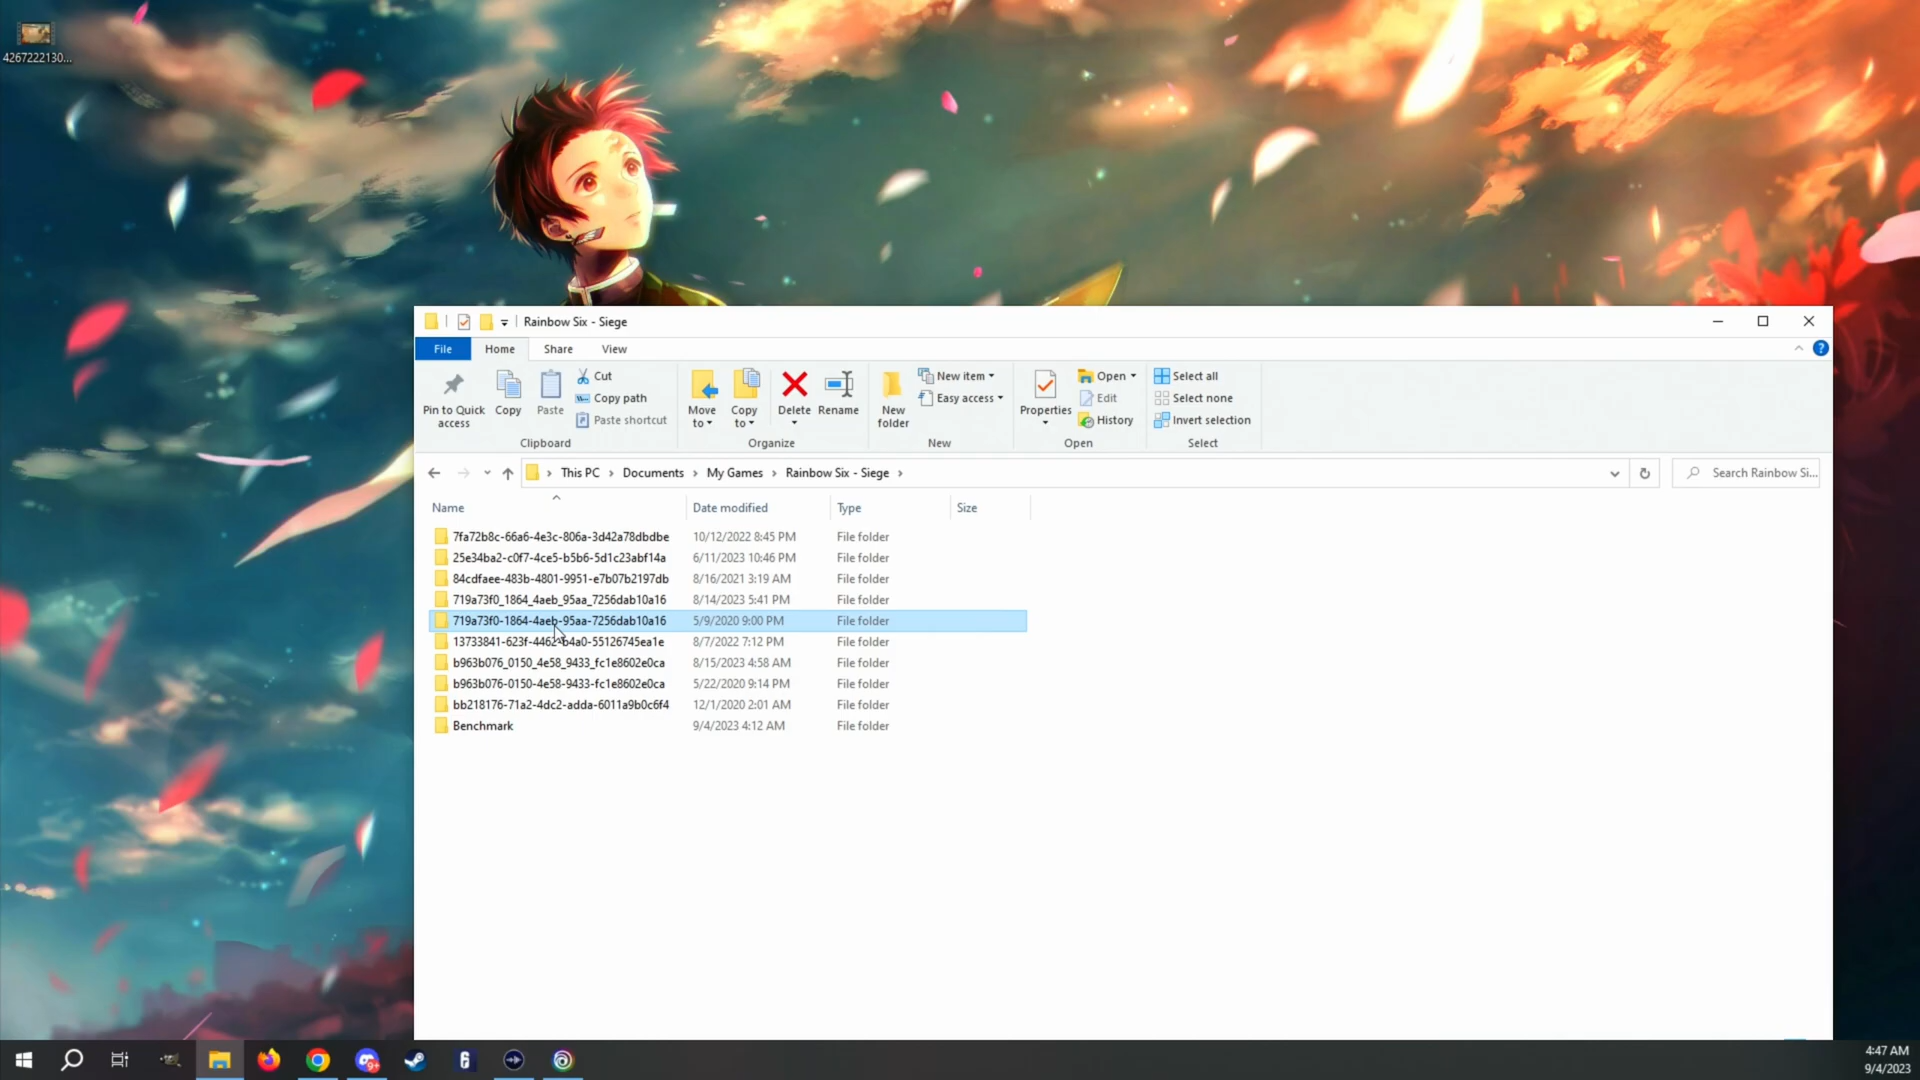 4267222130...
Rainbow Six - Siege
File Home Share View
Pin to Quick access
Copy
Paste
Cut
Copy path
Paste shortcut
Clipboard
Move to
Copy to
Delete
Rename
Organize
New folder
New item
Easy access
New
Properties
Open
Edit
History
Open
Select all
Select none
Invert selection
Select
This PC > Documents > My Games > Rainbow Six - Siege >
Search Rainbow Si...
Name Date modified Type Size
7fa72b8c-66a6-4e3c-806a-3d42a78dbdbe 10/12/2022 8:45 PM File folder
25e34ba2-c0f7-4ce5-b5b6-5d1c23abf14a 6/11/2023 10:46 PM File folder
84cdfaee-483b-4801-9951-e7b07b2197db 8/16/2021 3:19 AM File folder
719a73f0_1864_4aeb_95aa_7256dab10a16 8/14/2023 5:41 PM File folder
719a73f0-1864-4aeb-95aa-7256dab10a16 5/9/2020 9:00 PM File folder
13733841-623f-4462-b4a0-55126745ea1e 8/7/2022 7:12 PM File folder
b963b076_0150_4e58_9433_fc1e8602e0ca 8/15/2023 4:58 AM File folder
b963b076-0150-4e58-9433-fc1e8602e0ca 5/22/2020 9:14 PM File folder
bb218176-71a2-4dc2-adda-6011a9b0c6f4 12/1/2020 2:01 AM File folder
Benchmark 9/4/2023 4:12 AM File folder
9+
6
4:47 AM
9/4/2023